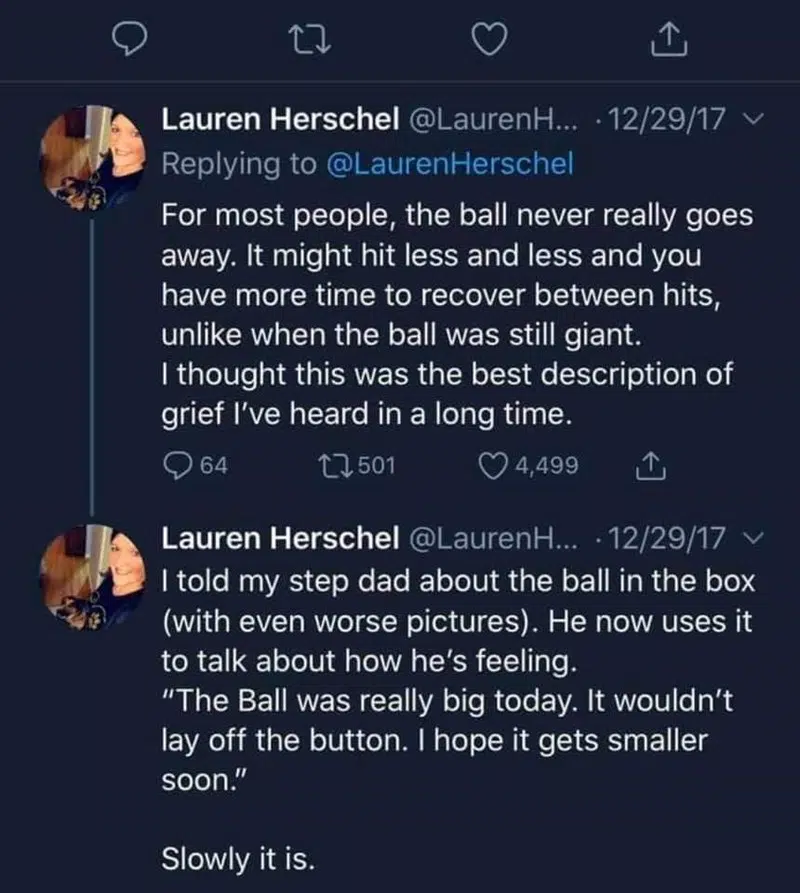 Lauren Herschel @LaurenH... · 12/29/17
Replying to @LaurenHerschel
For most people, the ball never really goes
away. It might hit less and less and you
have more time to recover between hits,
unlike when the ball was still giant.
I thought this was the best description of
grief I've heard in a long time.
64 501 4,499
Lauren Herschel @LaurenH... · 12/29/17
I told my step dad about the ball in the box
(with even worse pictures). He now uses it
to talk about how he's feeling.
"The Ball was really big today. It wouldn't
lay off the button. I hope it gets smaller
soon."
Slowly it is.